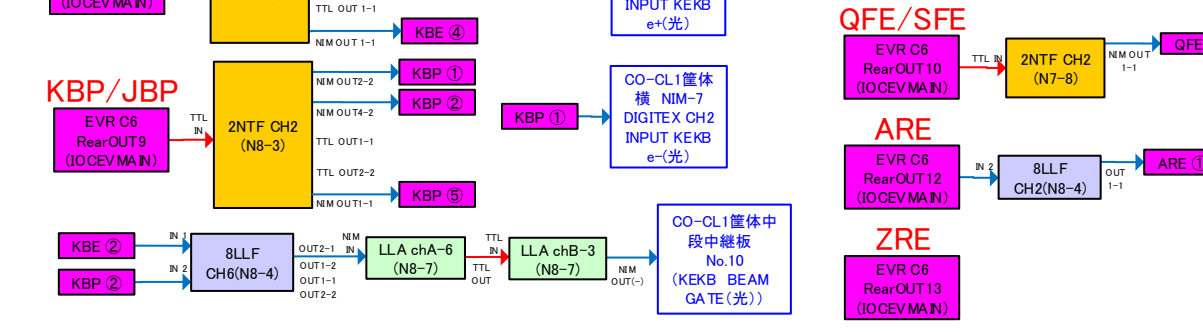 (IOCEVMAIN)
TTL OUT 1-1
NIM OUT 1-1
KBE ④
INPUT KEKB
e+(光)
KBP/JBP
EVR C6
RearOUT9
(IOCEVMAIN)
TTL
IN
2NTF CH2
(N8-3)
NIM OUT2-2
NIM OUT4-2
TTL OUT1-1
TTL OUT2-2
NIM OUT1-1
KBP ①
KBP ②
KBP ⑤
KBP ①
CO-CL1筐体
横 NIM-7
DIGITEX CH2
INPUT KEKB
e-(光)
KBE ②
KBP ②
IN 1
IN 2
8LLF
CH6(N8-4)
OUT2-1
OUT1-2
OUT1-1
OUT2-2
NIM
IN
LLA chA-6
(N8-7)
TTL
IN
TTL
OUT
LLA chB-3
(N8-7)
NIM
OUT(-)
CO-CL1筐体中
段中継板
No.10
(KEKB BEAM
GATE(光))
QFE/SFE
EVR C6
RearOUT10
(IOCEVMAIN)
TTL IN
2NTF CH2
(N7-8)
NIM OUT
1-1
QFE
ARE
EVR C6
RearOUT12
(IOCEVMAIN)
IN 2
8LLF
CH2(N8-4)
OUT
1-1
ARE ①
ZRE
EVR C6
RearOUT13
(IOCEVMAIN)